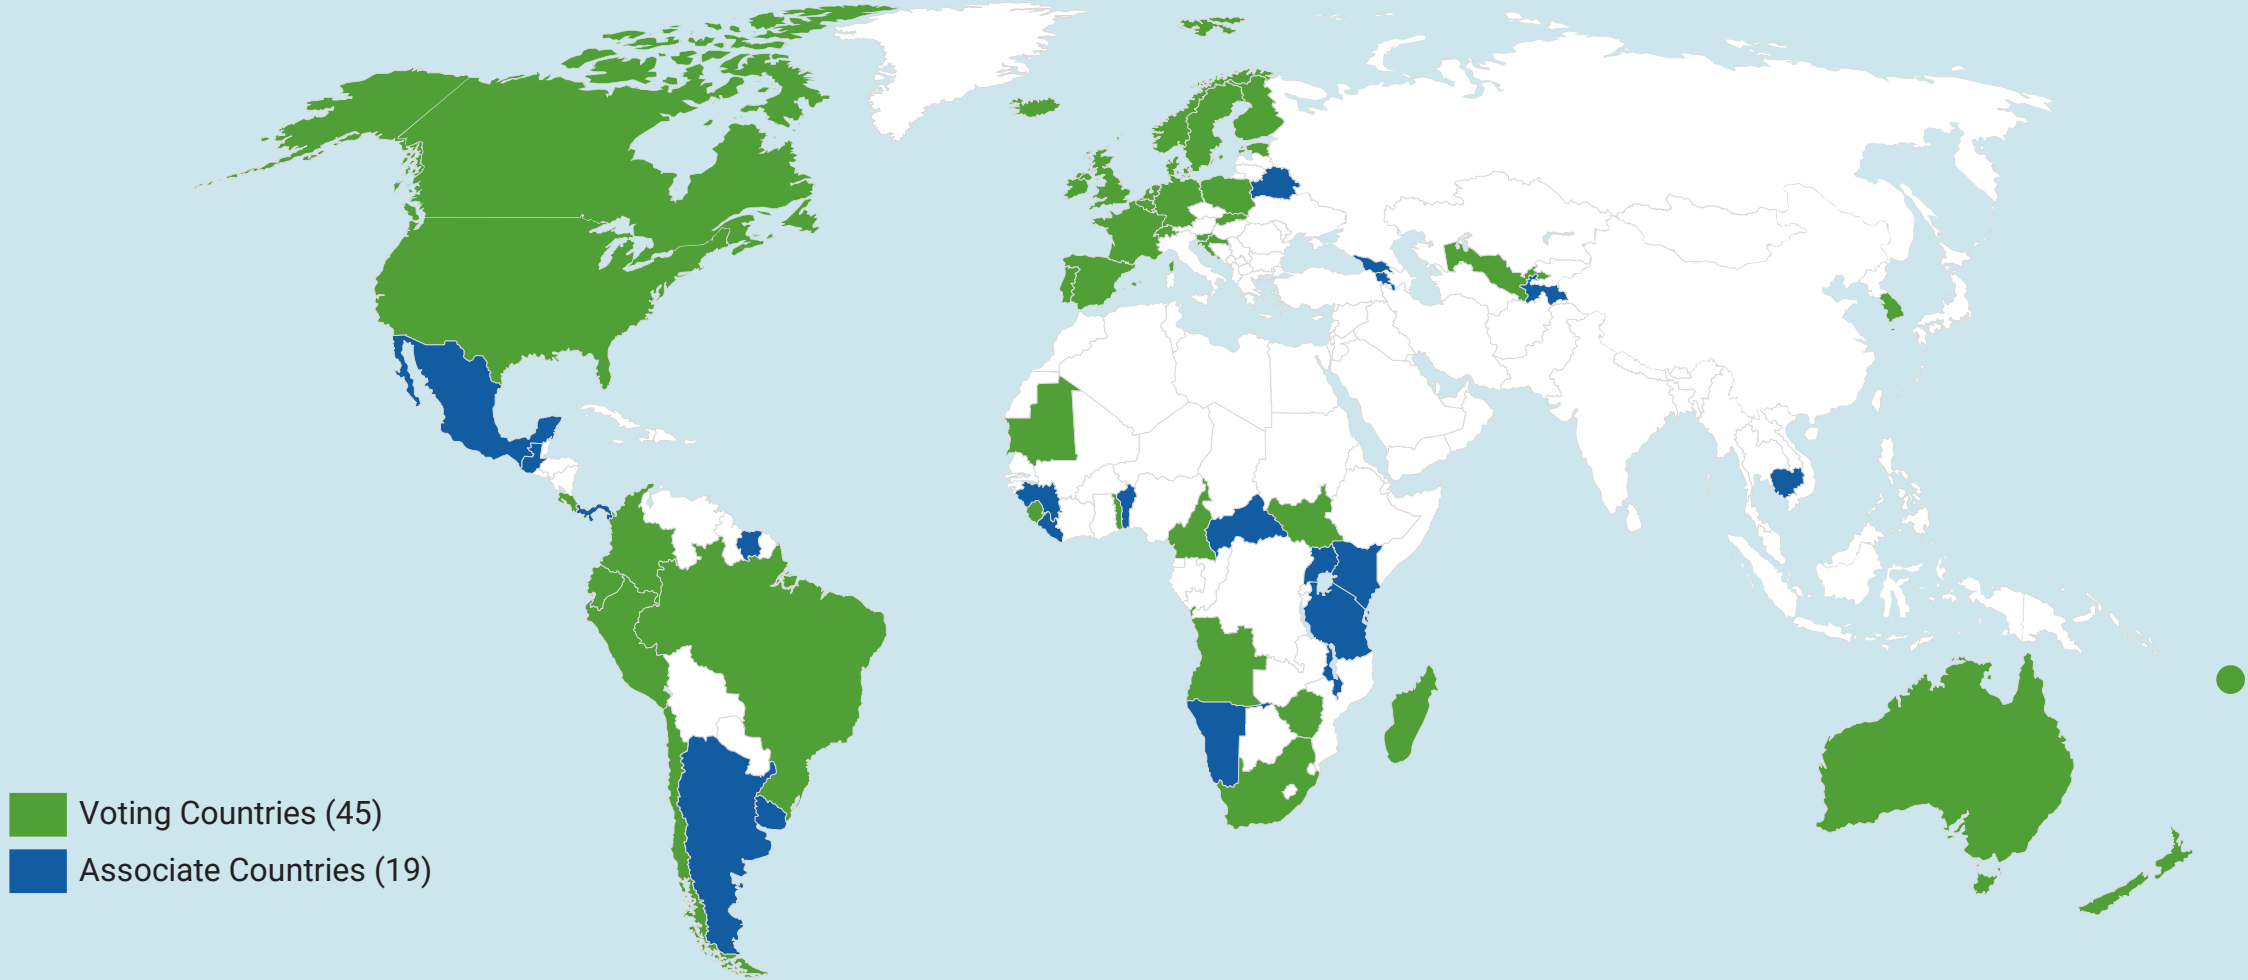 Voting Countries (45)
Associate Countries (19)